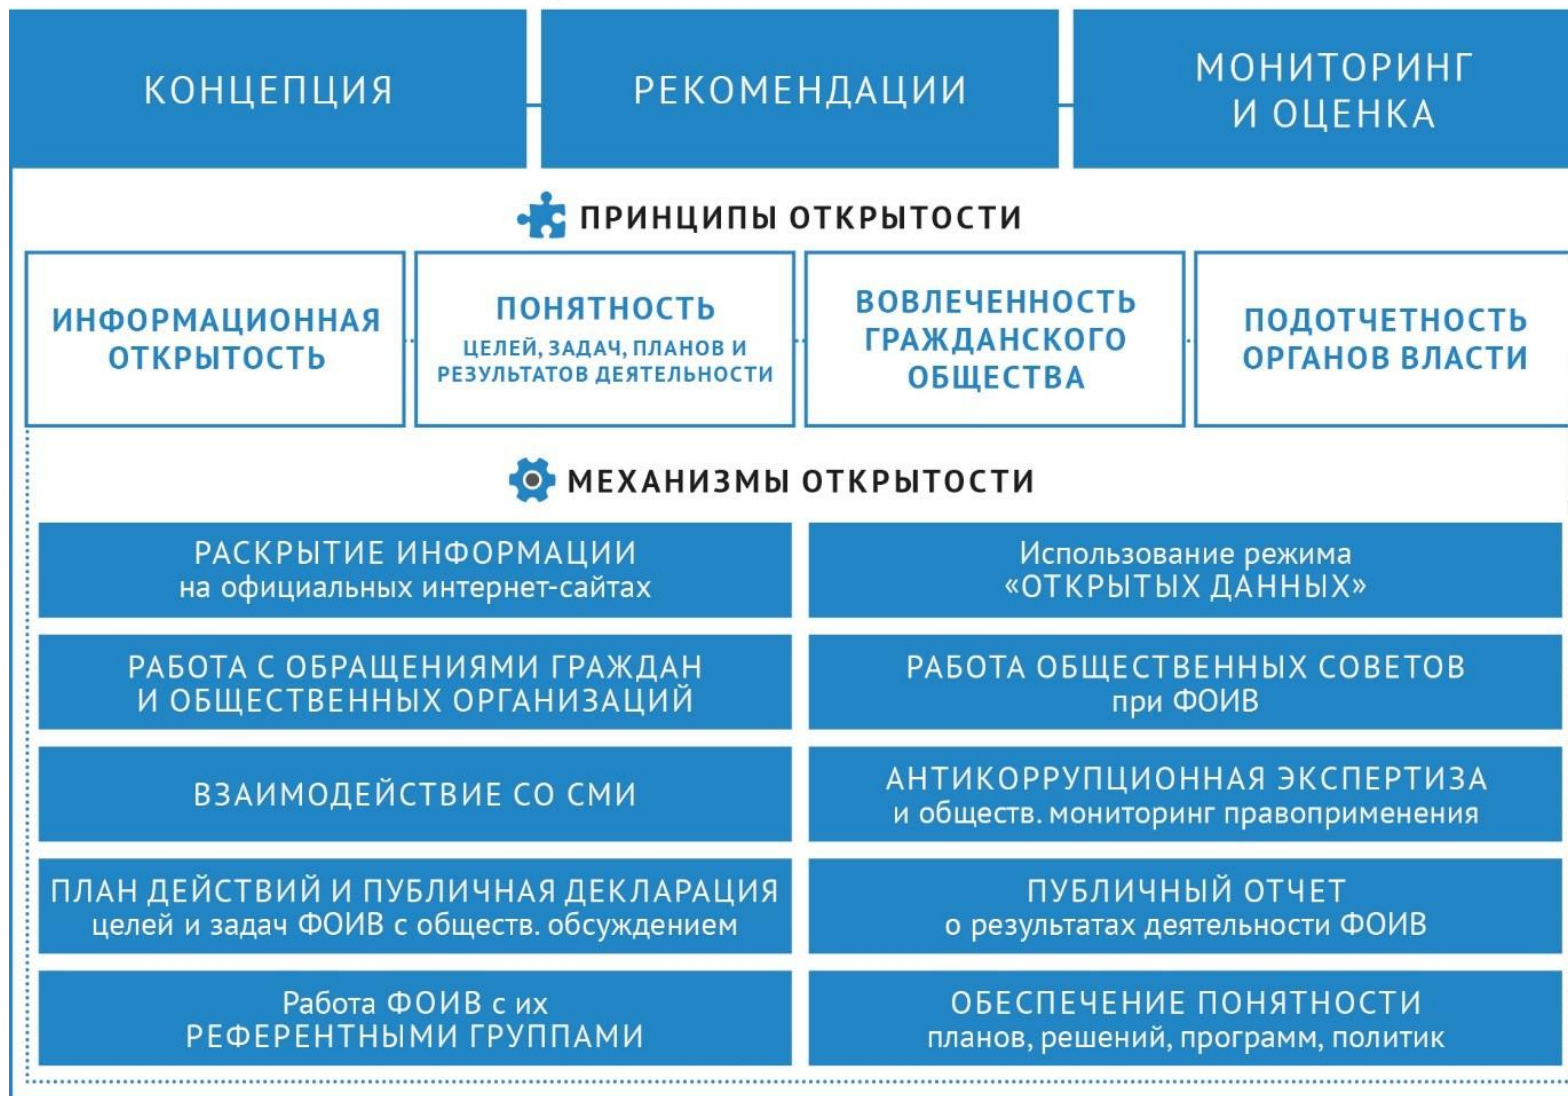 КОНЦЕПЦИЯ
РЕКОМЕНДАЦИИ
МОНИТОРИНГ
И ОЦЕНКА
ПРИНЦИПЫ ОТКРЫТОСТИ
ИНФОРМАЦИОННАЯ
ОТКРЫТОСТЬ
ПОНЯТНОСТЬ
ЦЕЛЕЙ, ЗАДАЧ, ПЛАНОВ И
РЕЗУЛЬТАТОВ ДЕЯТЕЛЬНОСТИ
ВОВЛЕЧЕННОСТЬ
ГРАЖДАНСКОГО
ОБЩЕСТВА
ПОДОТЧЕТНОСТЬ
ОРГАНОВ ВЛАСТИ
МЕХАНИЗМЫ ОТКРЫТОСТИ
РАСКРЫТИЕ ИНФОРМАЦИИ
на официальных интернет-сайтах
Использование режима
«ОТКРЫТЫХ ДАННЫХ»
РАБОТА С ОБРАЩЕНИЯМИ ГРАЖДАН
И ОБЩЕСТВЕННЫХ ОРГАНИЗАЦИЙ
РАБОТА ОБЩЕСТВЕННЫХ СОВЕТОВ
при ФОИВ
ВЗАИМОДЕЙСТВИЕ СО СМИ
АНТИКОРРУПЦИОННАЯ ЭКСПЕРТИЗА
и обществ. мониторинг правоприменения
ПЛАН ДЕЙСТВИЙ И ПУБЛИЧНАЯ ДЕКЛАРАЦИЯ
целей и задач ФОИВ с обществ. обсуждением
ПУБЛИЧНЫЙ ОТЧЕТ
о результатах деятельности ФОИВ
Работа ФОИВ с их
РЕФЕРЕНТНЫМИ ГРУППАМИ
ОБЕСПЕЧЕНИЕ ПОНЯТНОСТИ
планов, решений, программ, политик